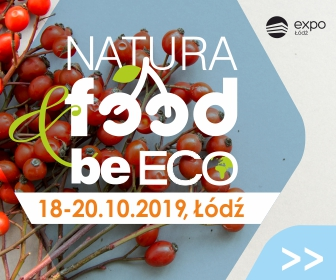 expo
Łódź
NATURA
food
& be ECO
18-20.10.2019, Łódź
>>